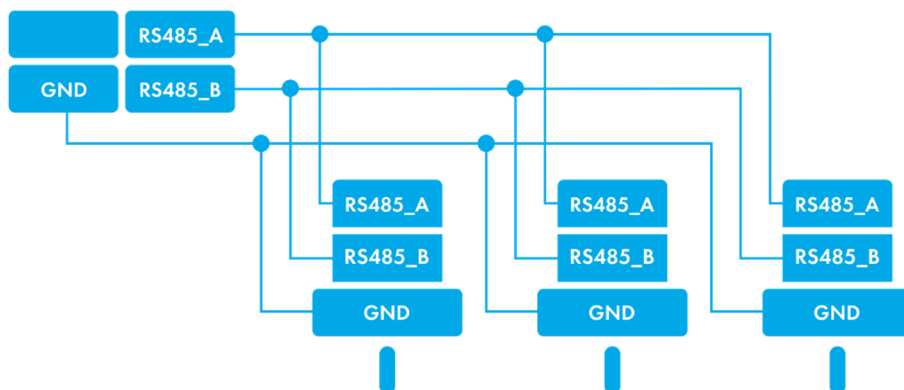 RS485_A
GND RS485_B
RS485_A RS485_A RS485_A
RS485_B RS485_B RS485_B
GND GND GND